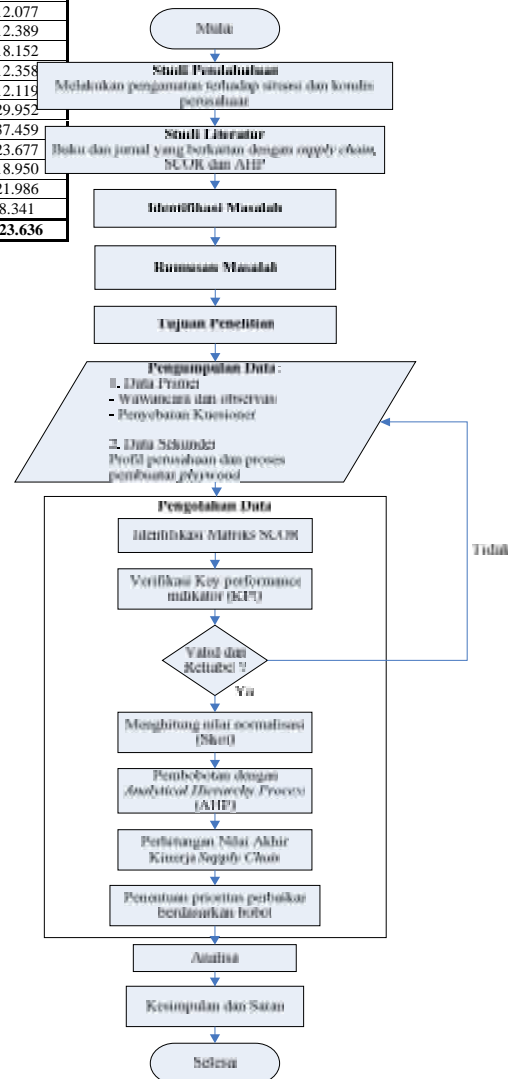 2.077
2.389
8.152
2.358
2.119
9.952
37.459
23.677
8.950
21.986
8.341
23.636
Mulai
Studi Pendahuluan
Melakukan pengamatan terhadap situasi dan kondisi
perusahaan
Studi Literatur
Buku dan jurnal yang berkaitan dengan supply chain,
SCOR dan AHP
Identifikasi Masalah
Rumusan Masalah
Tujuan Penelitian
Pengumpulan Data:
1. Data Primer
- Wawancara dan observasi
- Penyebaran Kuesioner
2. Data Sekunder
Profil perusahaan dan proses
pembuatan plywood
Pengolahan Data
Identifikasi Matriks SCOR
Verifikasi Key performance
indikator (KPI)
Valid dan
Reliabel ?
Tidak
Ya
Menghitung nilai normalisasi
Pembobotan dengan
Analytical Hierarchy Process
(AHP)
Perhitungan Nilai Akhir
Kinerja Supply Chain
Penentuan prioritas perbaikan
berdasarkan bobot
Analisa
Kesimpulan dan Saran
Selesai